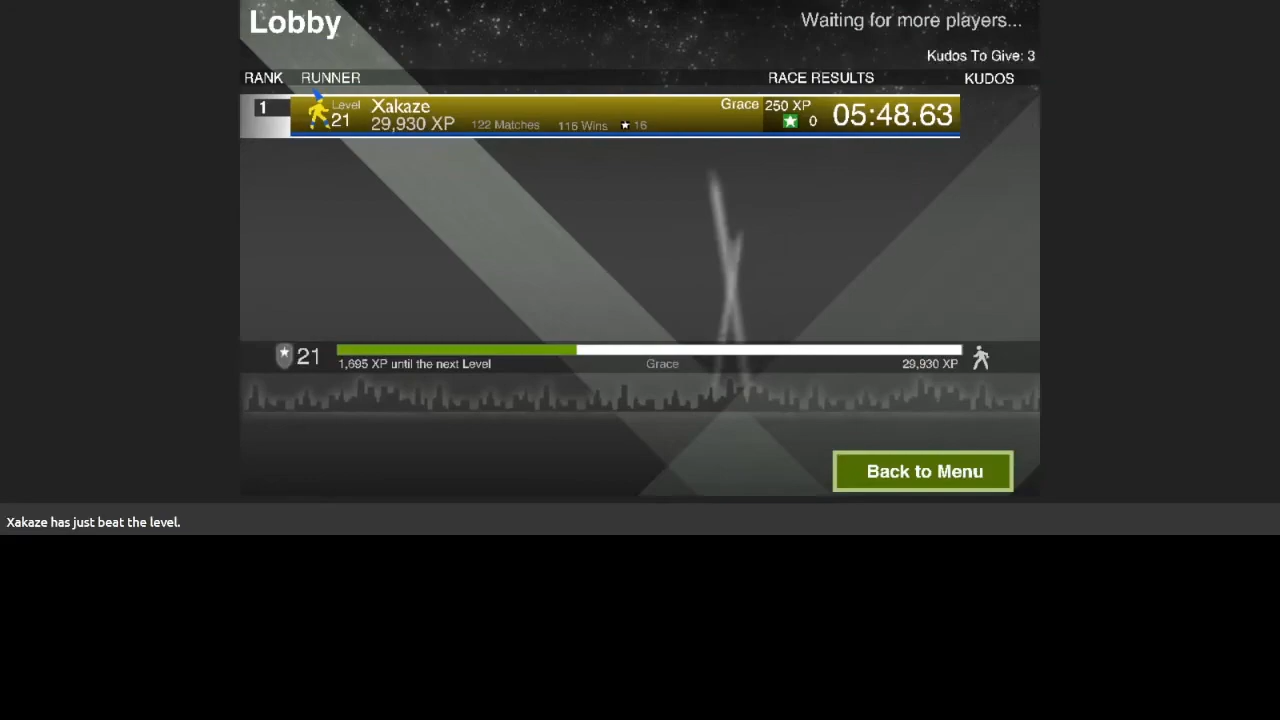 Lobby
Waiting for more players...
Kudos To Give: 3
RANK RUNNER RACE RESULTS KUDOS
1 Level 21 Xakaze 29,930 XP 122 Matches 116 Wins ★ 16 Grace 250 XP 0 05:48.63
21
1,695 XP until the next Level Grace 29,930 XP
Back to Menu
Xakaze has just beat the level.